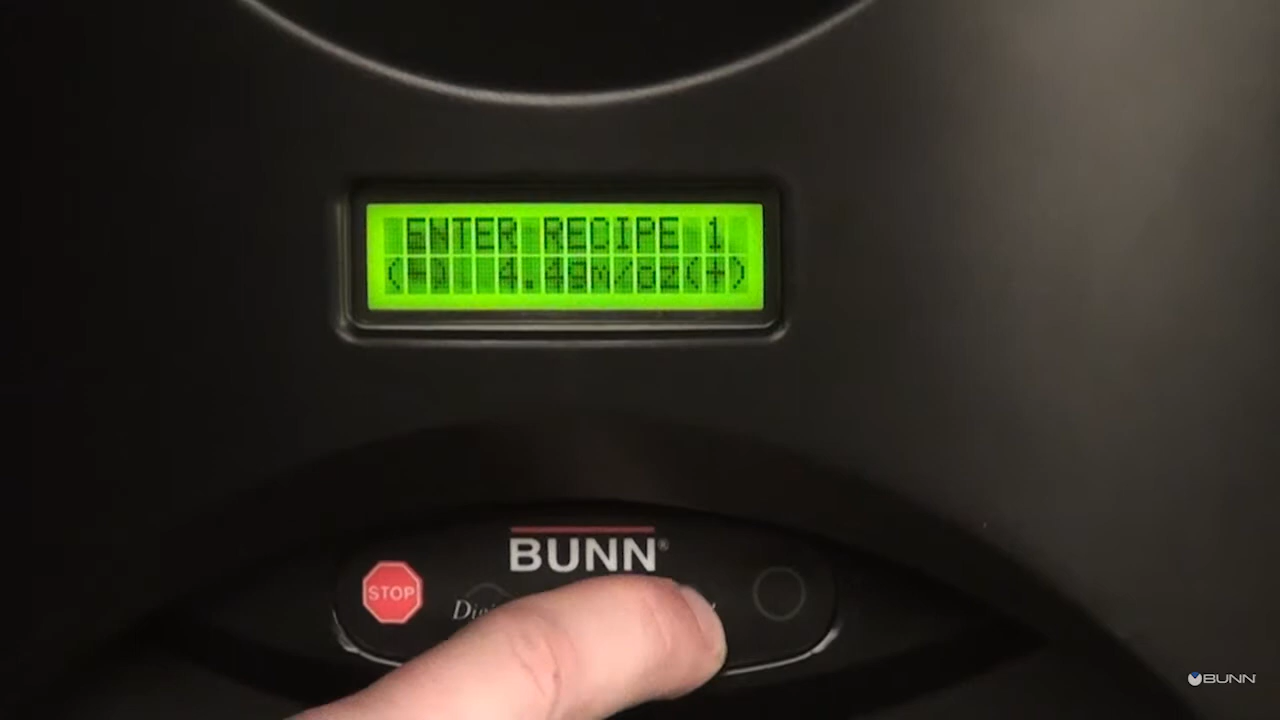 ENTER RECIPE 1
(-) 4.4gm/oz(+)
BUNN®
STOP
BUNN